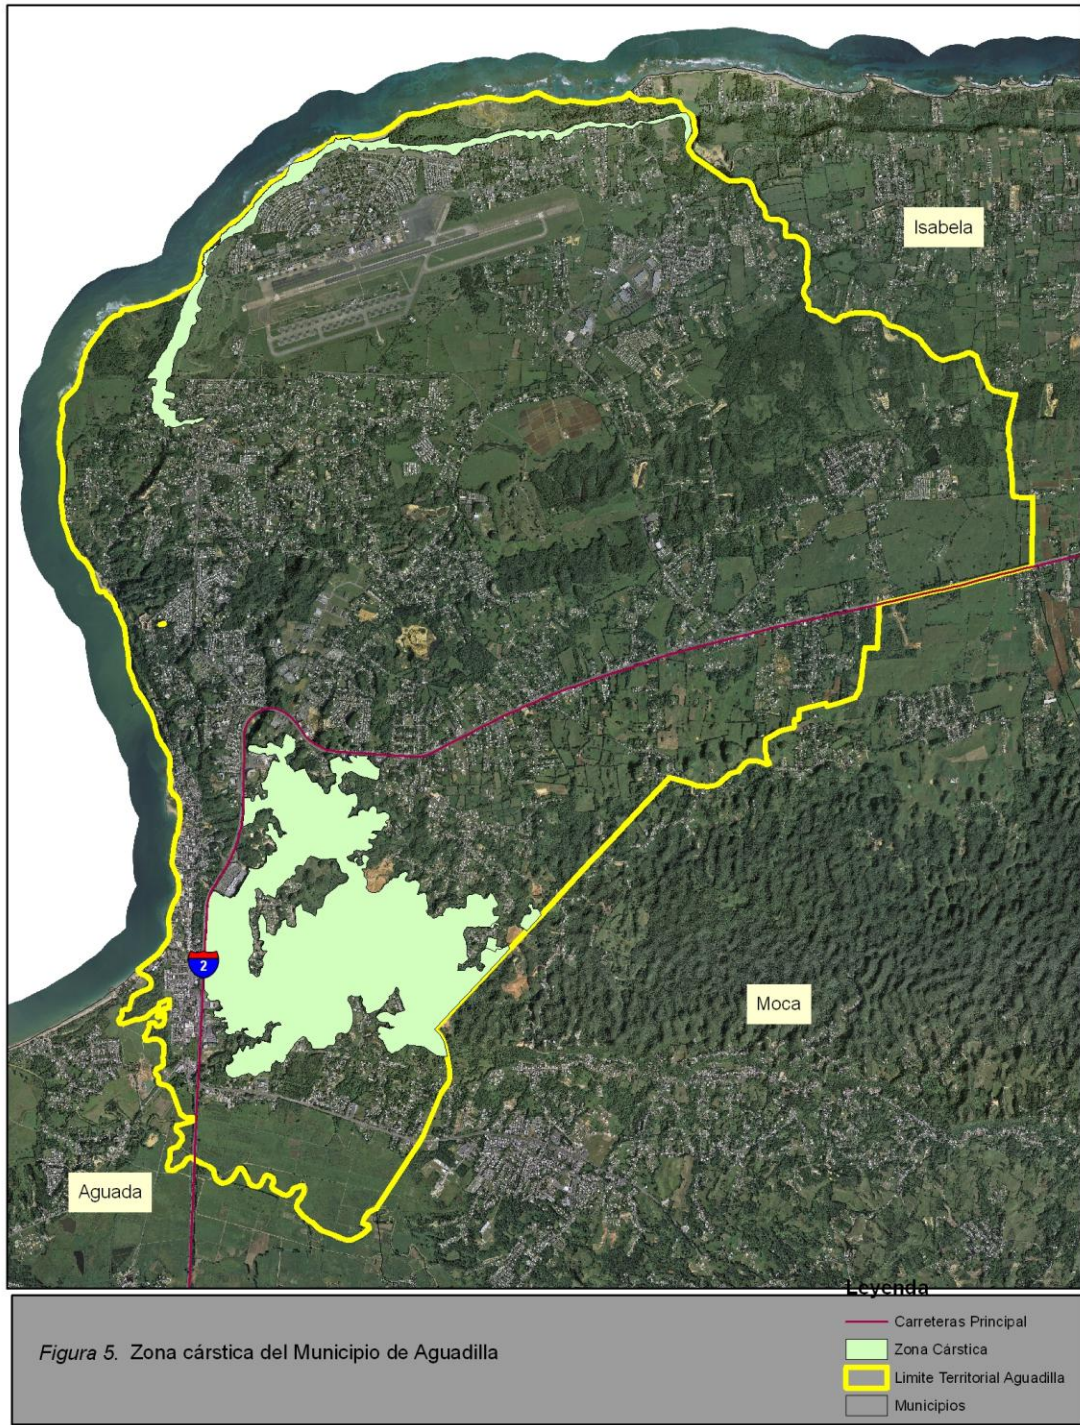 Isabela
2
Moca
Aguada
Leyenda
Carreteras Principal
Zona Cárstica
Limite Territorial Aguadilla
Municipios
Figura 5. Zona cárstica del Municipio de Aguadilla